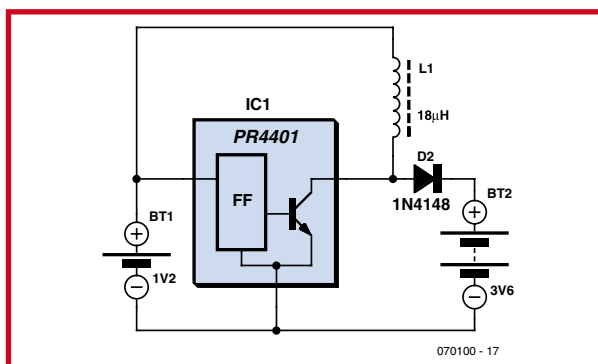 L1
IC1
18µH
PR4401
D2
BT2
FF
1N4148
+
BT1
+
1V2
−
−
3V6
070100 - 17